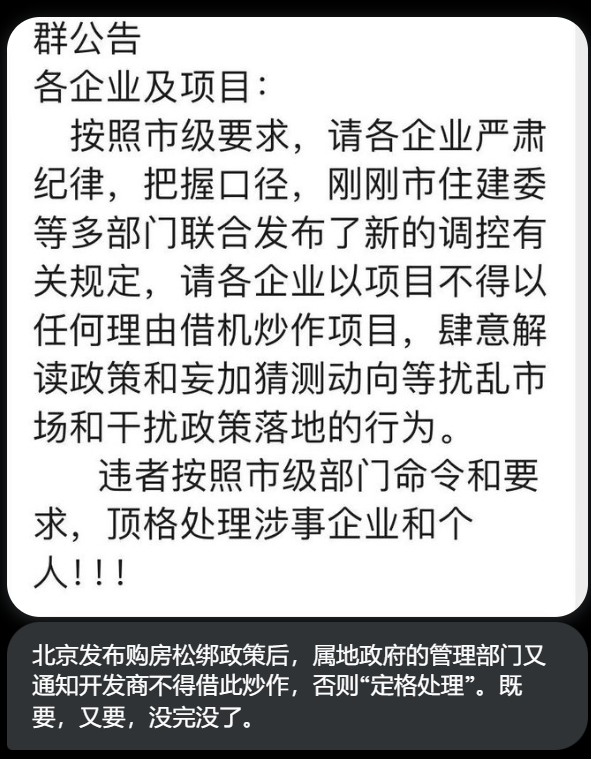 群公告
各企业及项目：
按照市级要求，请各企业严肃
纪律，把握口径，刚刚市住建委
等多部门联合发布了新的调控有
关规定，请各企业以项目不得以
任何理由借机炒作项目，肆意解
读政策和妄加猜测动向等扰乱市
场和干扰政策落地的行为。
违者按照市级部门命令和要
求，顶格处理涉事企业和个
人!!!
北京发布购房松绑政策后，属地政府的管理部门又
通知开发商不得借此炒作，否则“定格处理”。既
要，又要，没完没了。